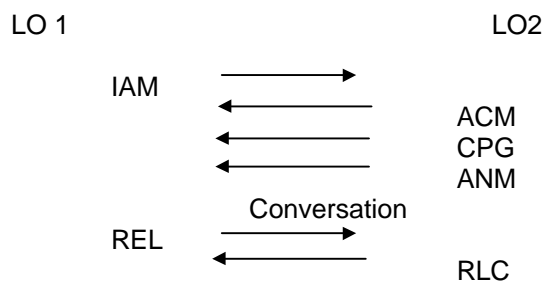 LO 1 LO2
IAM
ACM
CPG
ANM
Conversation
REL
RLC